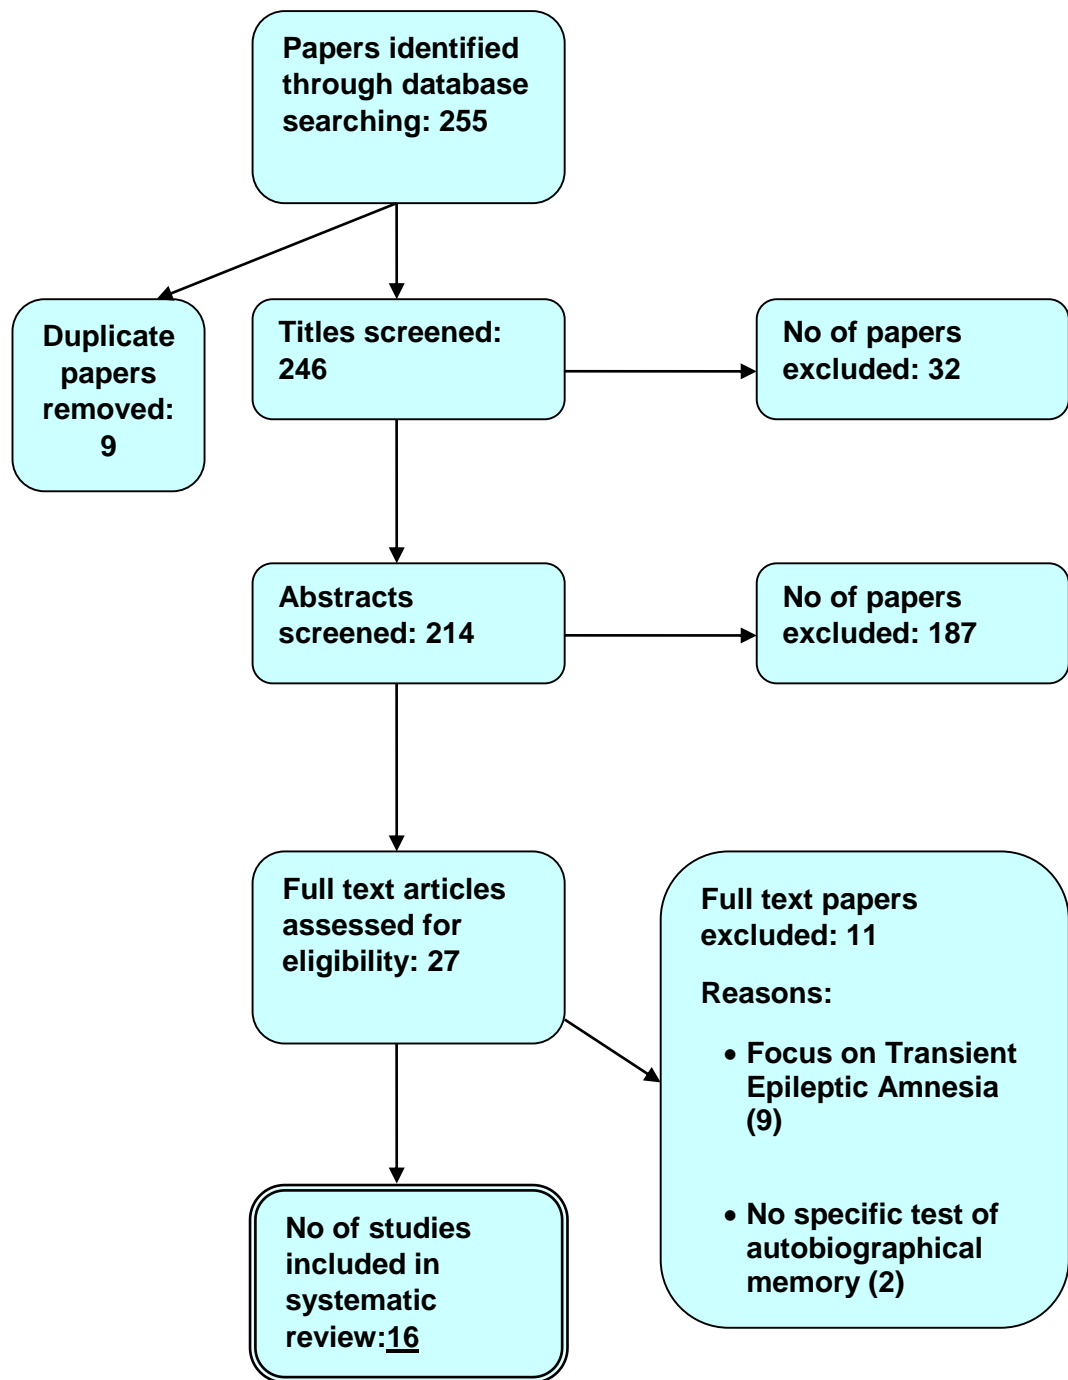 Papers identified
through database
searching: 255
Duplicate
papers
removed:
9
Titles screened:
246
No of papers
excluded: 32
Abstracts
screened: 214
No of papers
excluded: 187
Full text articles
assessed for
eligibility: 27
Full text papers
excluded: 11
Reasons:
• Focus on Transient
Epileptic Amnesia
(9)
• No specific test of
autobiographical
memory (2)
No of studies
included in
systematic
review:16